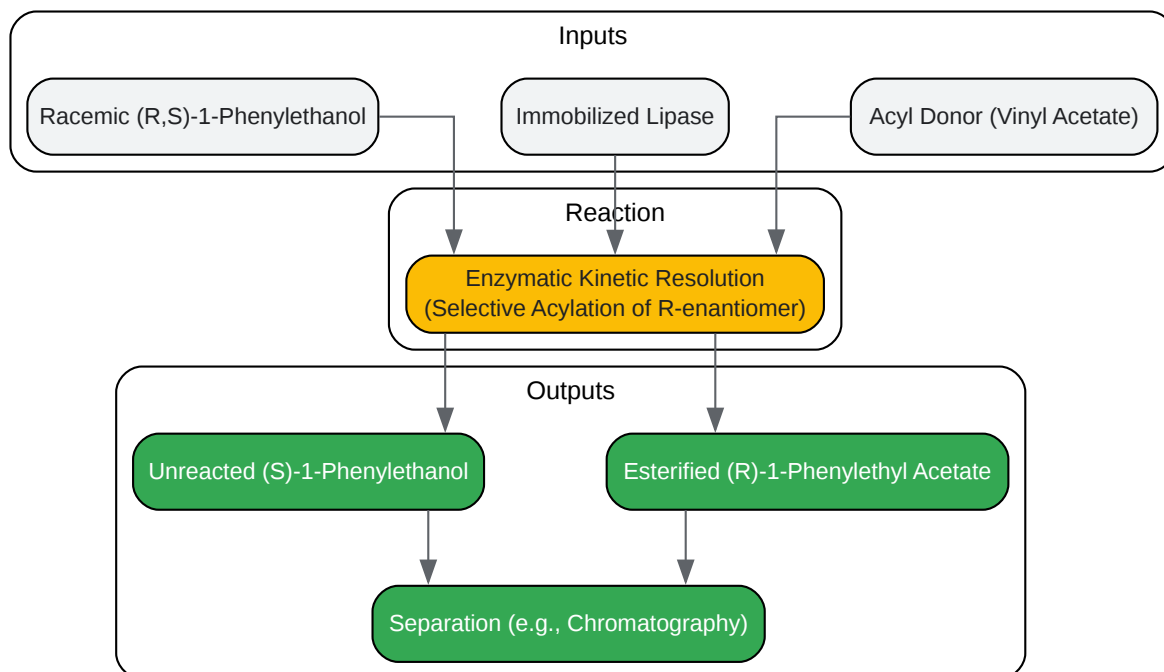 Inputs
Racemic (R,S)-1-Phenylethanol
Immobilized Lipase
Acyl Donor (Vinyl Acetate)
Reaction
Enzymatic Kinetic Resolution
(Selective Acylation of R-enantiomer)
Outputs
Unreacted (S)-1-Phenylethanol
Esterified (R)-1-Phenylethyl Acetate
Separation (e.g., Chromatography)